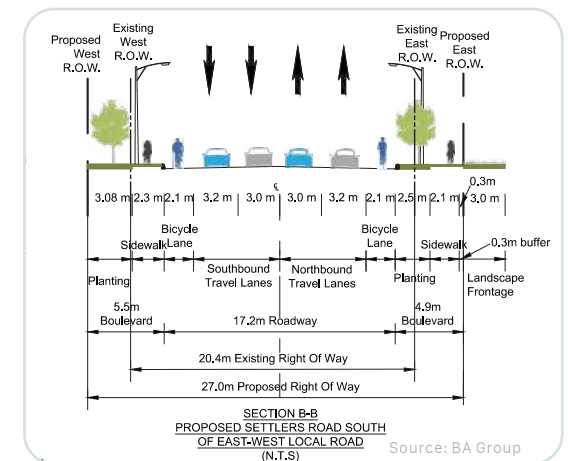 Proposed
West
R.O.W.
Existing
West
R.O.W.
Existing
East
R.O.W.
Proposed
East
R.O.W.
0.3m
3.08 m 2.3 m 2.1 m 3.2 m 3.0 m 3.0 m 3.2 m 2.1 m 2.5 m 2.1 m 3.0 m
Planting
Sidewalk
Bicycle
Lane
Southbound
Travel Lanes
Northbound
Travel Lanes
Bicycle
Lane
Planting
Sidewalk
0.3m buffer
Landscape
Frontage
5.5m
Boulevard
17.2m Roadway
4.9m
Boulevard
20.4m Existing Right Of Way
27.0m Proposed Right Of Way
SECTION B-B
PROPOSED SETTLERS ROAD SOUTH
OF EAST-WEST LOCAL ROAD
(N.T.S)
Source: BA Group